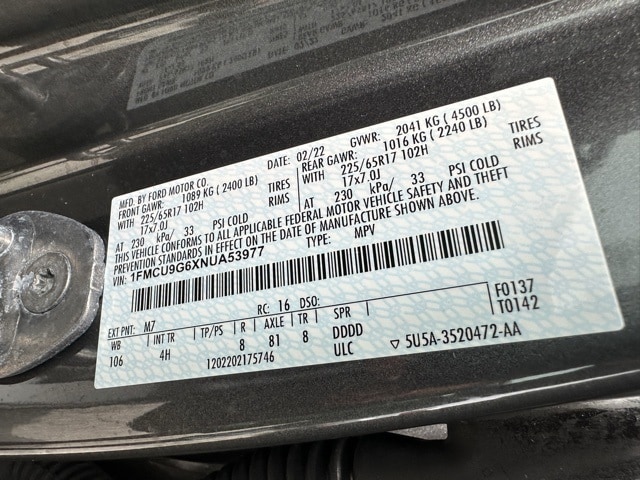 MFD. BY FORD MOTOR CO.
DATE: 02/22 GVWR: 2041 KG ( 4500 LB)
FRONT GAWR: 1089 KG ( 2400 LB) REAR GAWR: 1016 KG ( 2240 LB)
WITH 225/65R17 102H TIRES WITH 225/65R17 102H TIRES
17x7.0J RIMS 17x7.0J RIMS
AT 230 kPa/ 33 PSI COLD AT 230 kPa/ 33 PSI COLD
THIS VEHICLE CONFORMS TO ALL APPLICABLE FEDERAL MOTOR VEHICLE SAFETY AND THEFT
PREVENTION STANDARDS IN EFFECT ON THE DATE OF MANUFACTURE SHOWN ABOVE.
1FMCU9G6XNUA53977 TYPE: MPV
F0137
T0142
EXT PNT: M7 RC: 16 DSO:
WB INT TR TP/PS R AXLE TR SPR
106 4H 8 81 8 DDDD
1202202175746 ULC ▽ 5U5A-3520472-AA